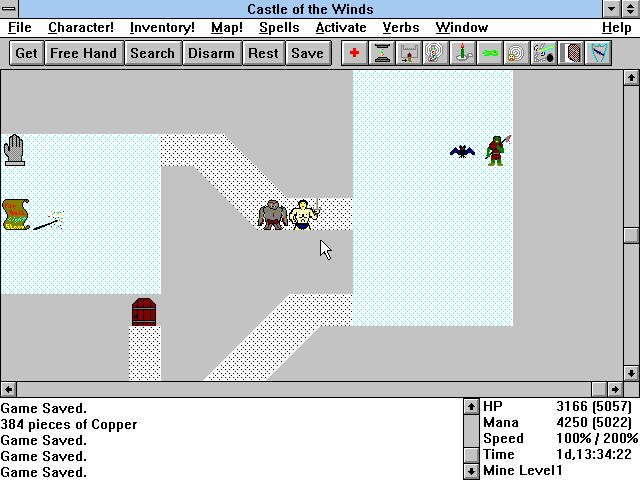 Castle of the Winds
File Character! Inventory! Map! Spells Activate Verbs Window Help
Get Free Hand Search Disarm Rest Save
Game Saved.
384 pieces of Copper
Game Saved.
Game Saved.
Game Saved.
HP 3166 (5057)
Mana 4250 (5022)
Speed 100% / 200%
Time 1d,13:34:22
Mine Level1